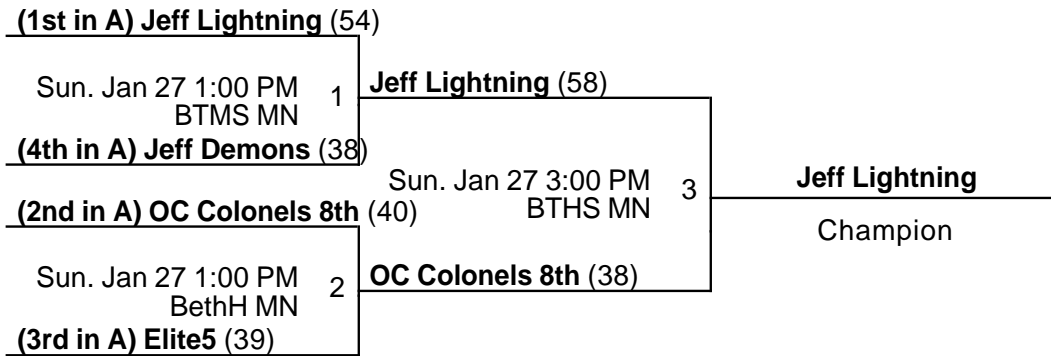 (1st in A) Jeff Lightning (54)
Sun. Jan 27 1:00 PM
BTMS MN
1
Jeff Lightning (58)
(4th in A) Jeff Demons (38)
Sun. Jan 27 3:00 PM
BTHS MN
3
Jeff Lightning
Champion
(2nd in A) OC Colonels 8th (40)
Sun. Jan 27 1:00 PM
BethH MN
2
OC Colonels 8th (38)
(3rd in A) Elite5 (39)